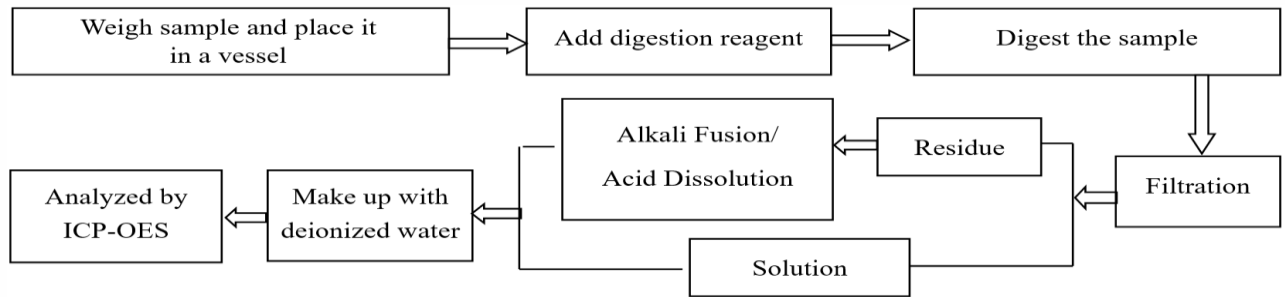 Weigh sample and place it
in a vessel
Add digestion reagent
Digest the sample
Filtration
Residue
Alkali Fusion/
Acid Dissolution
Solution
Make up with
deionized water
Analyzed by
ICP-OES